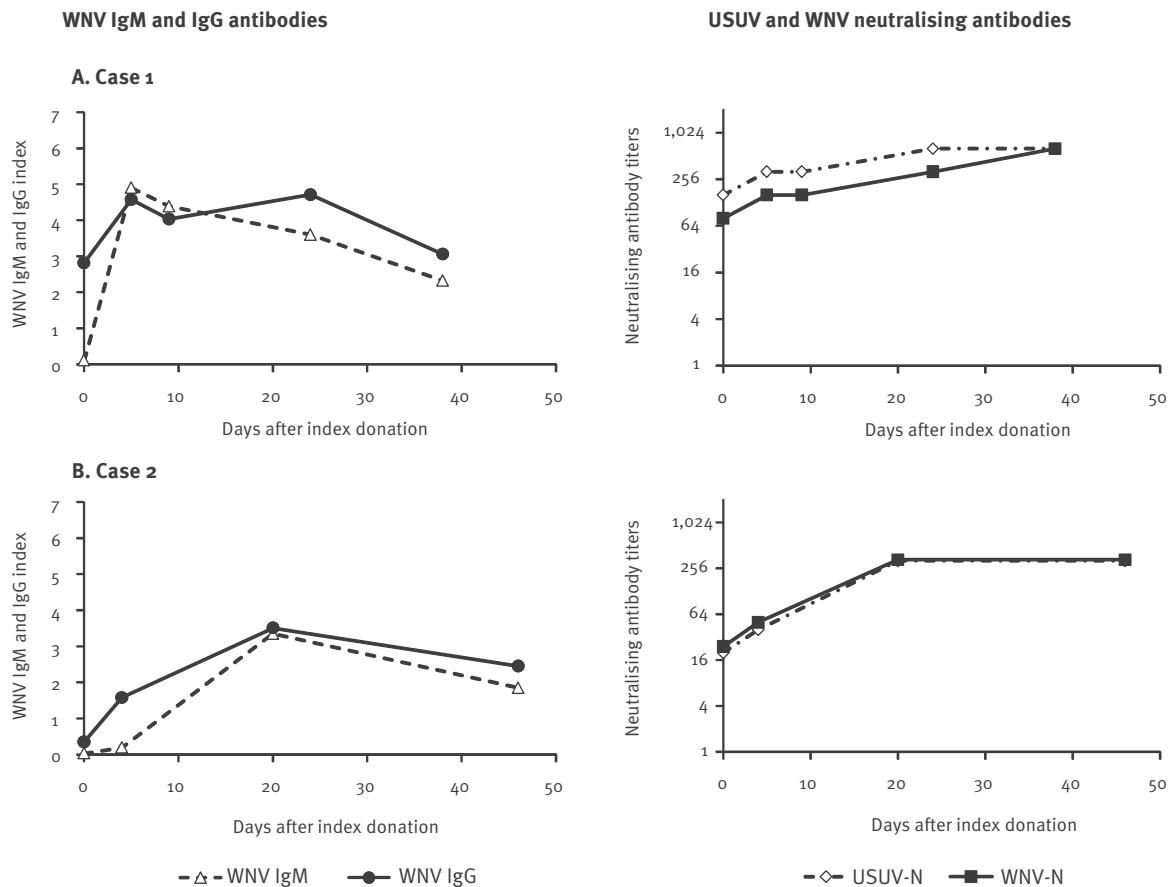 WNV IgM and IgG antibodies
USUV and WNV neutralising antibodies
A. Case 1
7
6
5
4
3
2
1
0
WNV IgM and IgG index
0 10 20 30 40 50
Days after index donation
1,024
256
64
16
4
1
Neutralising antibody titers
0 10 20 30 40 50
Days after index donation
B. Case 2
7
6
5
4
3
2
1
0
WNV IgM and IgG index
0 10 20 30 40 50
Days after index donation
1,024
256
64
16
4
1
Neutralising antibody titers
0 10 20 30 40 50
Days after index donation
WNV IgM WNV IgG
USUV-N WNV-N